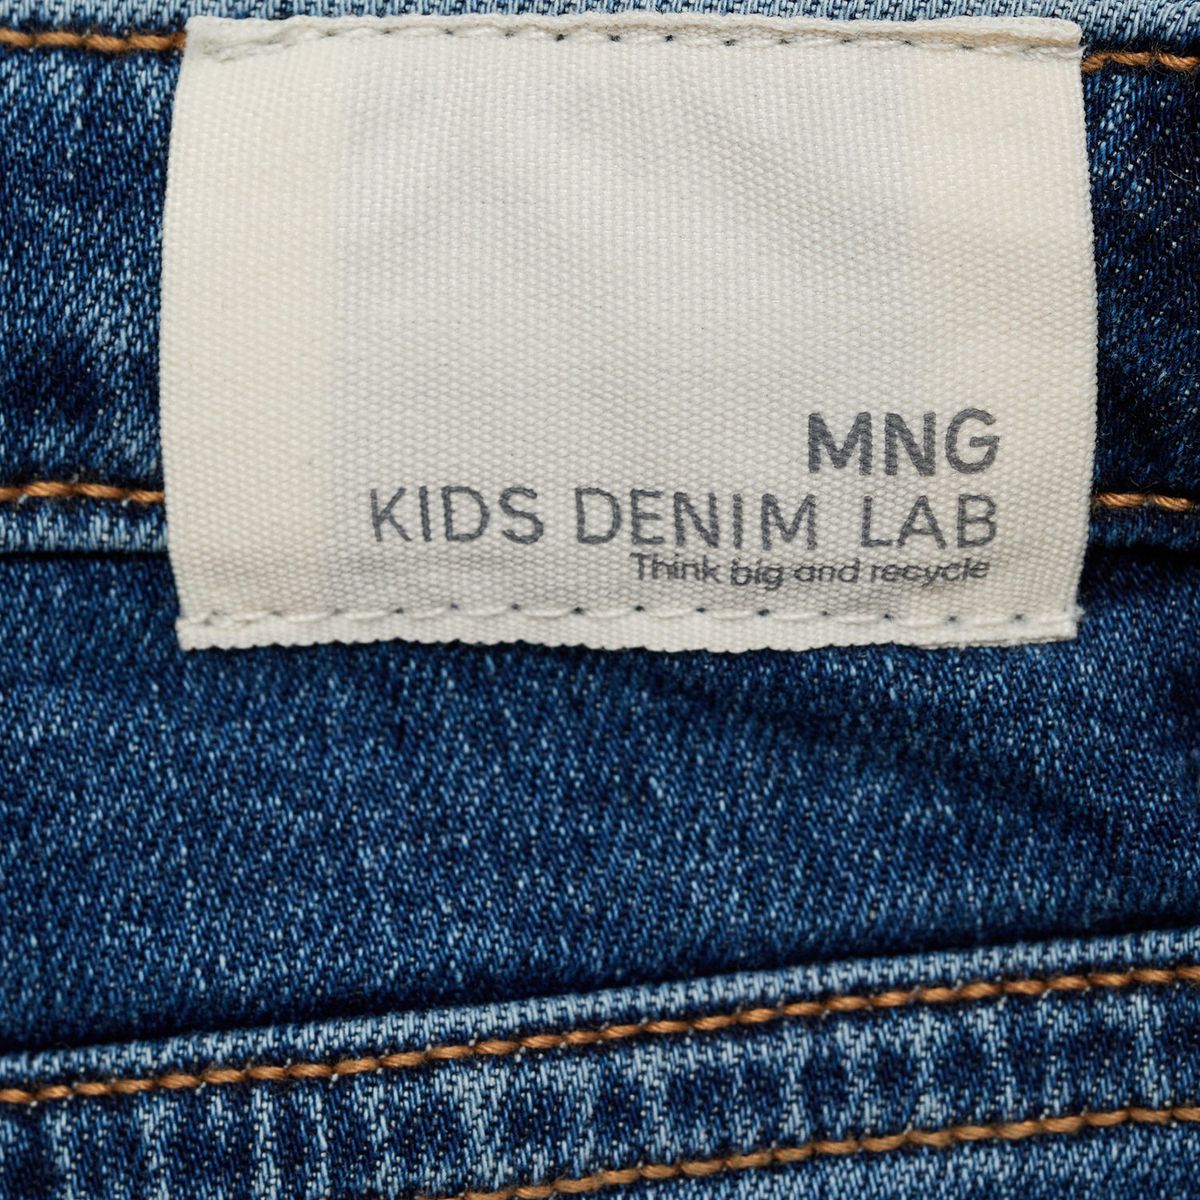 MNG
KIDS DENIM LAB
Think big and recycle